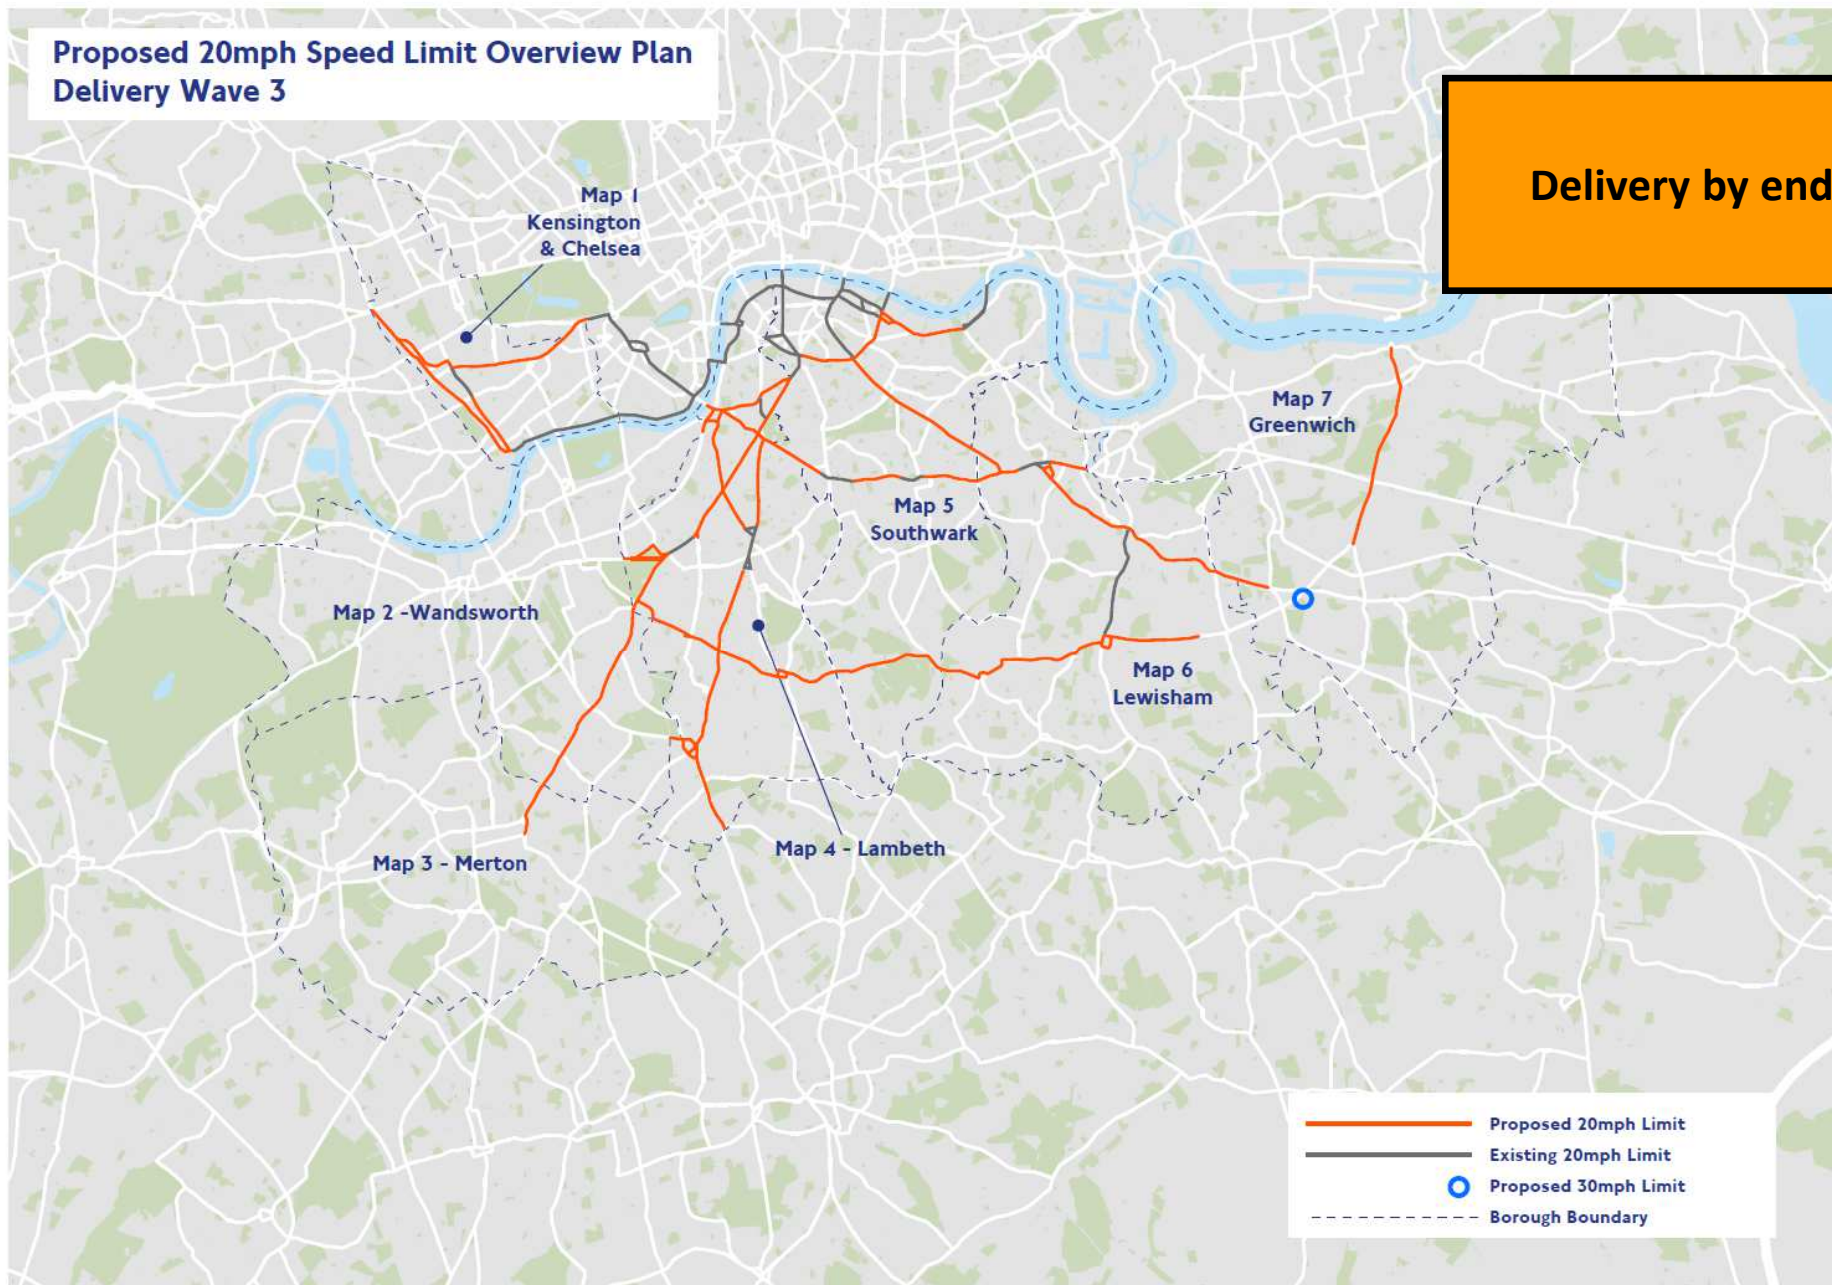 Proposed 20mph Speed Limit Overview Plan
Delivery Wave 3
Delivery by end
Map 1
Kensington
& Chelsea
Map 7
Greenwich
Map 5
Southwark
Map 2 -Wandsworth
Map 6
Lewisham
Map 4 - Lambeth
Map 3 - Merton
Proposed 20mph Limit
Existing 20mph Limit
Proposed 30mph Limit
Borough Boundary